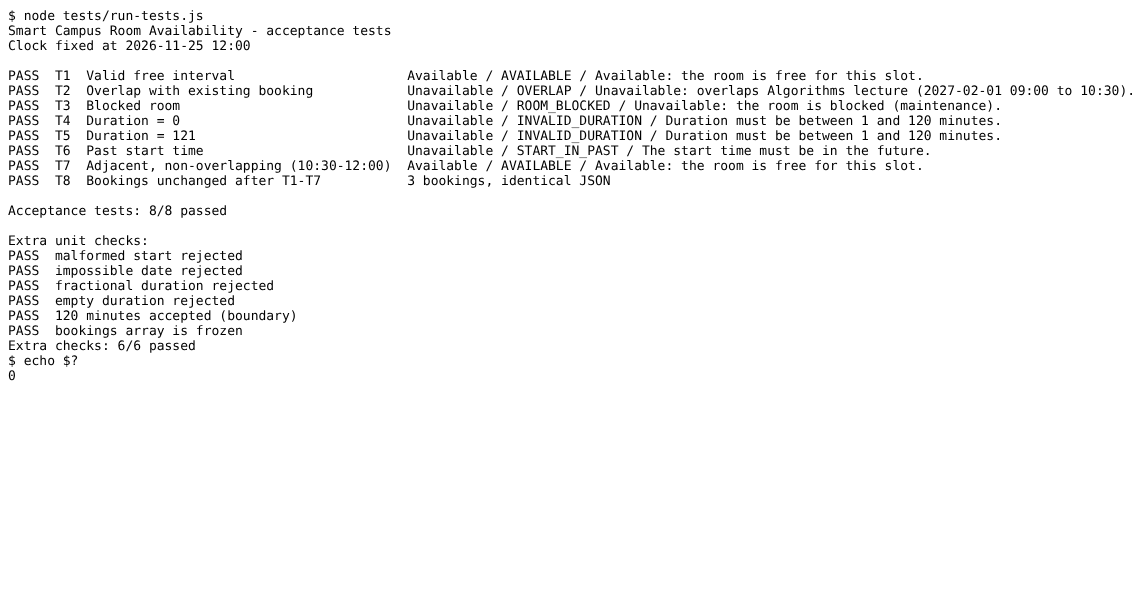 $ node tests/run-tests.js
Smart Campus Room Availability - acceptance tests
Clock fixed at 2026-11-25 12:00
PASS  T1  Valid free interval                      Available / AVAILABLE / Available: the room is free for this slot.
PASS  T2  Overlap with existing booking            Unavailable / OVERLAP / Unavailable: overlaps Algorithms lecture (2027-02-01 09:00 to 10:30).
PASS  T3  Blocked room                             Unavailable / ROOM_BLOCKED / Unavailable: the room is blocked (maintenance).
PASS  T4  Duration = 0                             Unavailable / INVALID_DURATION / Duration must be between 1 and 120 minutes.
PASS  T5  Duration = 121                           Unavailable / INVALID_DURATION / Duration must be between 1 and 120 minutes.
PASS  T6  Past start time                          Unavailable / START_IN_PAST / The start time must be in the future.
PASS  T7  Adjacent, non-overlapping (10:30-12:00)  Available / AVAILABLE / Available: the room is free for this slot.
PASS  T8  Bookings unchanged after T1-T7           3 bookings, identical JSON
Acceptance tests: 8/8 passed
Extra unit checks:
PASS  malformed start rejected
PASS  impossible date rejected
PASS  fractional duration rejected
PASS  empty duration rejected
PASS  120 minutes accepted (boundary)
PASS  bookings array is frozen
Extra checks: 6/6 passed
$ echo $?
0